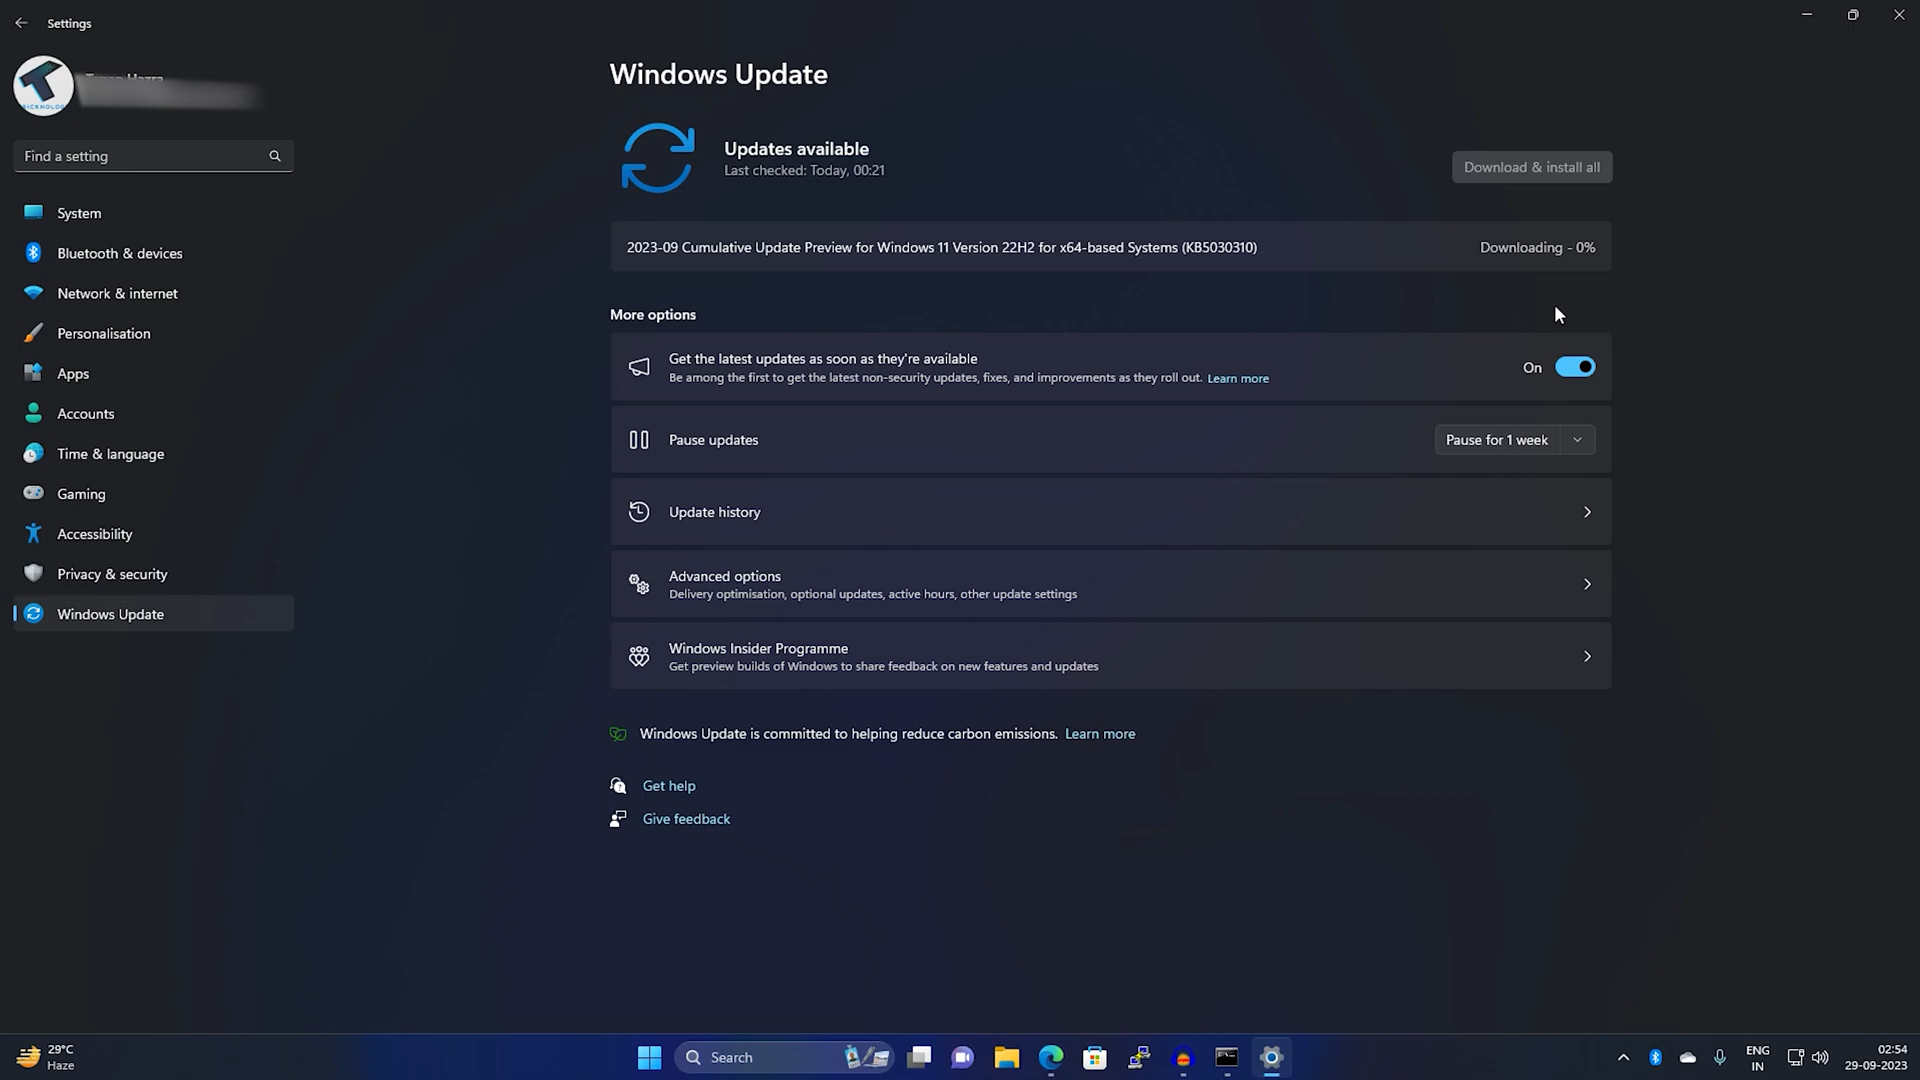 Settings
Find a setting
System
Bluetooth & devices
Network & internet
Personalisation
Apps
Accounts
Time & language
Gaming
Accessibility
Privacy & security
Windows Update
Windows Update
Updates available
Last checked: Today, 00:21
Download & install all
2023-09 Cumulative Update Preview for Windows 11 Version 22H2 for x64-based Systems (KB5030310)
Downloading - 0%
More options
Get the latest updates as soon as they're available
Be among the first to get the latest non-security updates, fixes, and improvements as they roll out. Learn more
On
Pause updates
Pause for 1 week
Update history
Advanced options
Delivery optimisation, optional updates, active hours, other update settings
Windows Insider Programme
Get preview builds of Windows to share feedback on new features and updates
Windows Update is committed to helping reduce carbon emissions. Learn more
Get help
Give feedback
29°C
Haze
Search
ENG
IN
02:54
29-09-2023